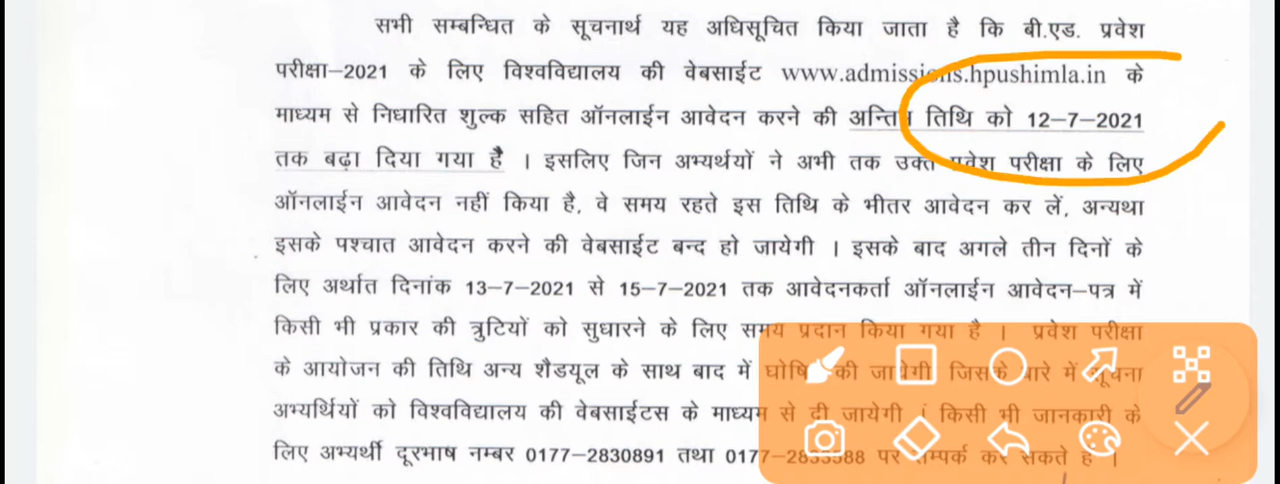 सभी सम्बन्धित के सूचनार्थ यह अधिसूचित किया जाता है कि बी.एड. प्रवेश
परीक्षा–2021 के लिए विश्वविद्यालय की वेबसाईट www.admissions.hpushimla.in के
माध्यम से निधारित शुल्क सहित ऑनलाईन आवेदन करने की अन्तिम तिथि को 12–7–2021
तक बढ़ा दिया गया है । इसलिए जिन अभ्यर्थयों ने अभी तक उक्त प्रवेश परीक्षा के लिए
ऑनलाईन आवेदन नहीं किया है, वे समय रहते इस तिथि के भीतर आवेदन कर लें, अन्यथा
इसके पश्चात आवेदन करने की वेबसाईट बन्द हो जायेगी । इसके बाद अगले तीन दिनों के
लिए अर्थात दिनांक 13–7–2021 से 15–7–2021 तक आवेदनकर्ता ऑनलाईन आवेदन–पत्र में
किसी भी प्रकार की त्रुटियों को सुधारने के लिए समय प्रदान किया गया है । प्रवेश परीक्षा
के आयोजन की तिथि अन्य शैडयूल के साथ बाद में घोषित की जायेगी जिसके बारे में सूचना
अभ्यर्थियों को विश्वविद्यालय की वेबसाईटस के माध्यम से दी जायेगी । किसी भी जानकारी के
लिए अभ्यर्थी दूरभाष नम्बर 0177–2830891 तथा पर सम्पर्क कर सकते है ।